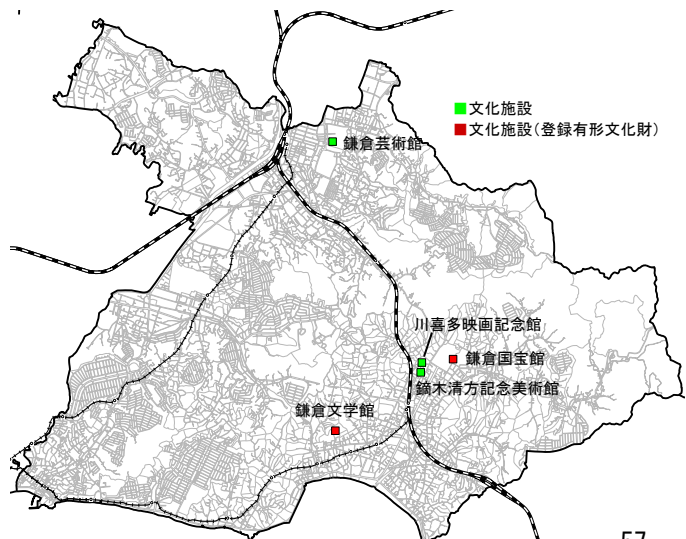 文化施設
文化施設(登録有形文化財)
鎌倉芸術館
川喜多映画記念館
鎌倉国宝館
鏑木清方記念美術館
鎌倉文学館